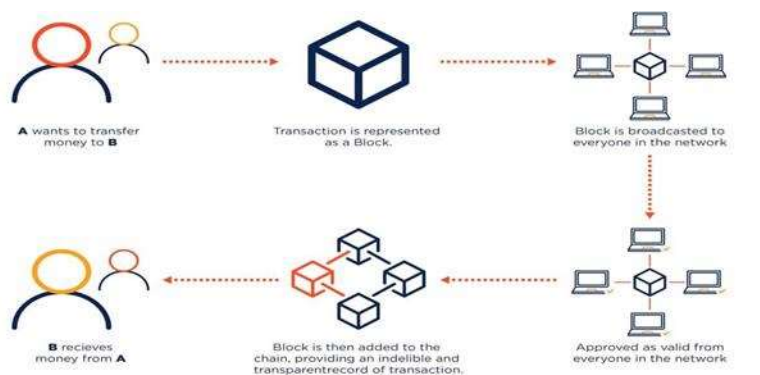 A wants to transfer
money to B
Transaction is represented
as a Block.
Block is broadcasted to
everyone in the network
Approved as valid from
everyone in the network
Block is then added to the
chain, providing an indelible and
transparentrecord of transaction.
B recieves
money from A